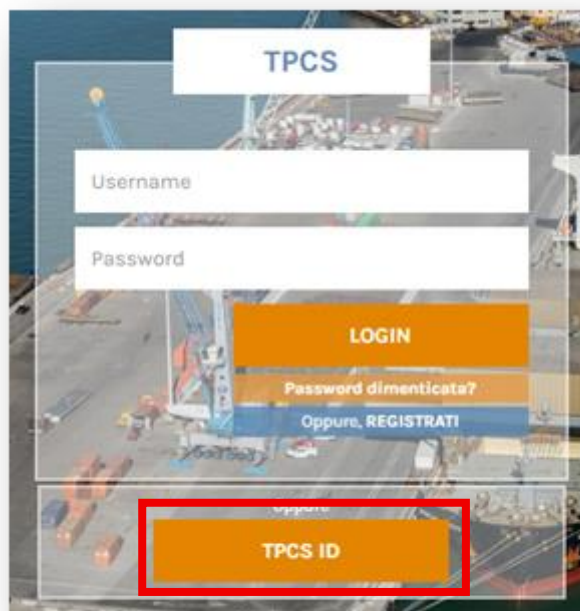 TPCS
Username
Password
LOGIN
Password dimenticata?
Oppure, REGISTRATI
oppure
TPCS ID